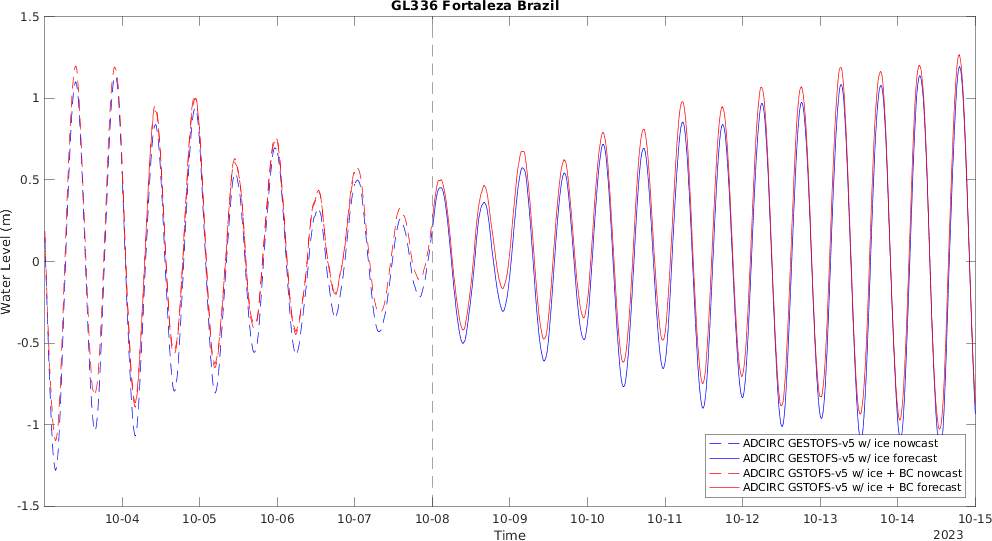 GL336 Fortaleza Brazil
1.5
1
0.5
0
-0.5
-1
-1.5
Water Level (m)
10-04 10-05 10-06 10-07 10-08 10-09 10-10 10-11 10-12 10-13 10-14 10-15
Time
2023
ADCIRC GESTOFS-v5 w/ ice nowcast
ADCIRC GESTOFS-v5 w/ ice forecast
ADCIRC GSTOFS-v5 w/ ice + BC nowcast
ADCIRC GSTOFS-v5 w/ ice + BC forecast